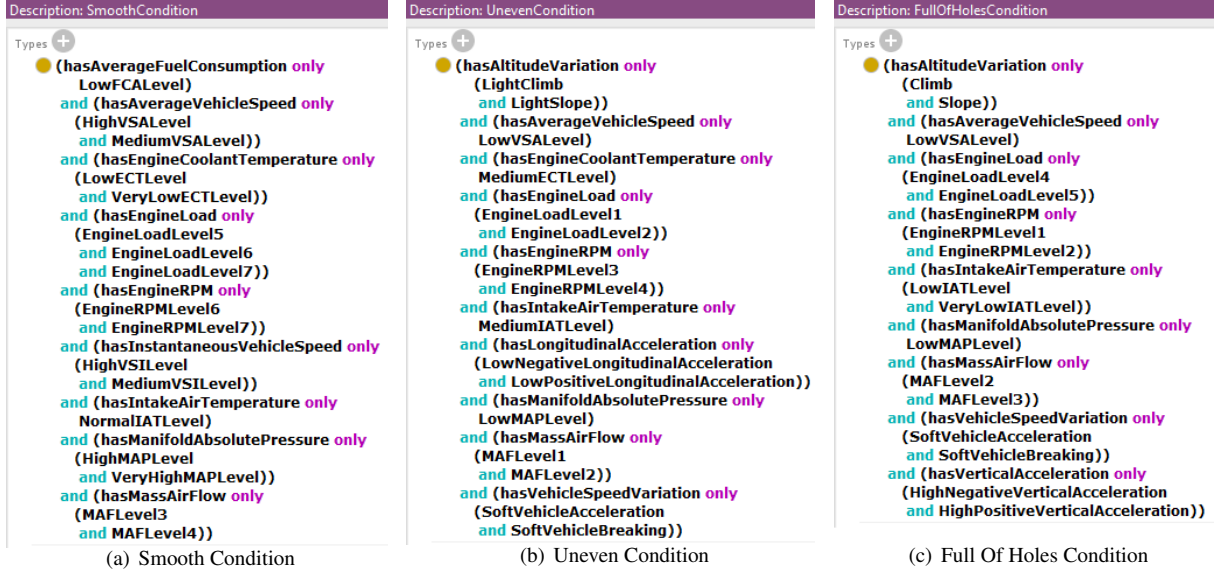 Description: SmoothCondition
Types
(hasAverageFuelConsumption only
LowFCALevel)
and (hasAverageVehicleSpeed only
(HighVSALevel
and MediumVSALevel))
and (hasEngineCoolantTemperature only
(LowECTLevel
and VeryLowECTLevel))
and (hasEngineLoad only
(EngineLoadLevel5
and EngineLoadLevel6
and EngineLoadLevel7))
and (hasEngineRPM only
(EngineRPMLevel6
and EngineRPMLevel7))
and (hasInstantaneousVehicleSpeed only
(HighVSILevel
and MediumVSILevel))
and (hasIntakeAirTemperature only
NormalIATLevel)
and (hasManifoldAbsolutePressure only
(HighMAPLevel
and VeryHighMAPLevel))
and (hasMassAirFlow only
(MAFLevel3
and MAFLevel4))
(a) Smooth Condition
Description: UnevenCondition
Types
(hasAltitudeVariation only
(LightClimb
and LightSlope))
and (hasAverageVehicleSpeed only
LowVSALevel)
and (hasEngineCoolantTemperature only
MediumECTLevel)
and (hasEngineLoad only
(EngineLoadLevel1
and EngineLoadLevel2))
and (hasEngineRPM only
(EngineRPMLevel3
and EngineRPMLevel4))
and (hasIntakeAirTemperature only
MediumIATLevel)
and (hasLongitudinalAcceleration only
(LowNegativeLongitudinalAcceleration
and LowPositiveLongitudinalAcceleration))
and (hasManifoldAbsolutePressure only
LowMAPLevel)
and (hasMassAirFlow only
(MAFLevel1
and MAFLevel2))
and (hasVehicleSpeedVariation only
(SoftVehicleAcceleration
and SoftVehicleBreaking))
(b) Uneven Condition
Description: FullOfHolesCondition
Types
(hasAltitudeVariation only
(Climb
and Slope))
and (hasAverageVehicleSpeed only
LowVSALevel)
and (hasEngineLoad only
(EngineLoadLevel4
and EngineLoadLevel5))
and (hasEngineRPM only
(EngineRPMLevel1
and EngineRPMLevel2))
and (hasIntakeAirTemperature only
(LowIATLevel
and VeryLowIATLevel))
and (hasManifoldAbsolutePressure only
LowMAPLevel)
and (hasMassAirFlow only
(MAFLevel2
and MAFLevel3))
and (hasVehicleSpeedVariation only
(SoftVehicleAcceleration
and SoftVehicleBreaking))
and (hasVerticalAcceleration only
(HighNegativeVerticalAcceleration
and HighPositiveVerticalAcceleration))
(c) Full Of Holes Condition